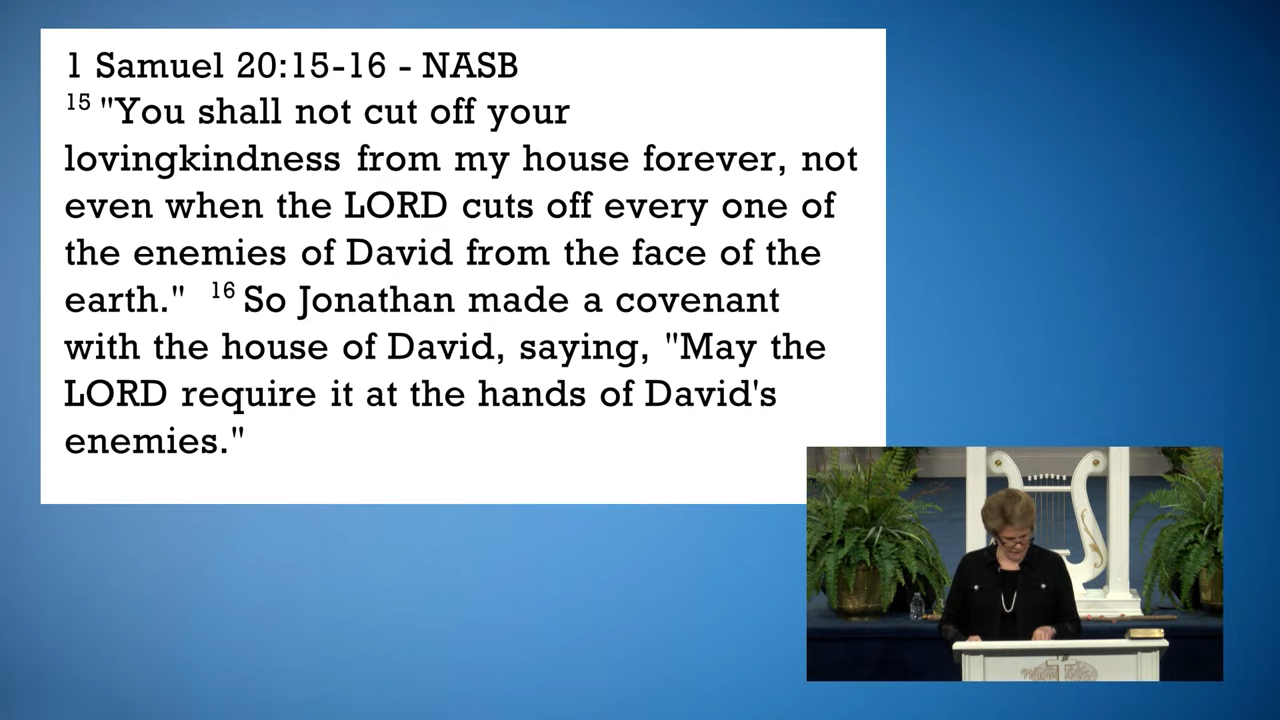 1 Samuel 20:15-16 - NASB
15 "You shall not cut off your
lovingkindness from my house forever, not
even when the LORD cuts off every one of
the enemies of David from the face of the
earth." 16 So Jonathan made a covenant
with the house of David, saying, "May the
LORD require it at the hands of David's
enemies."